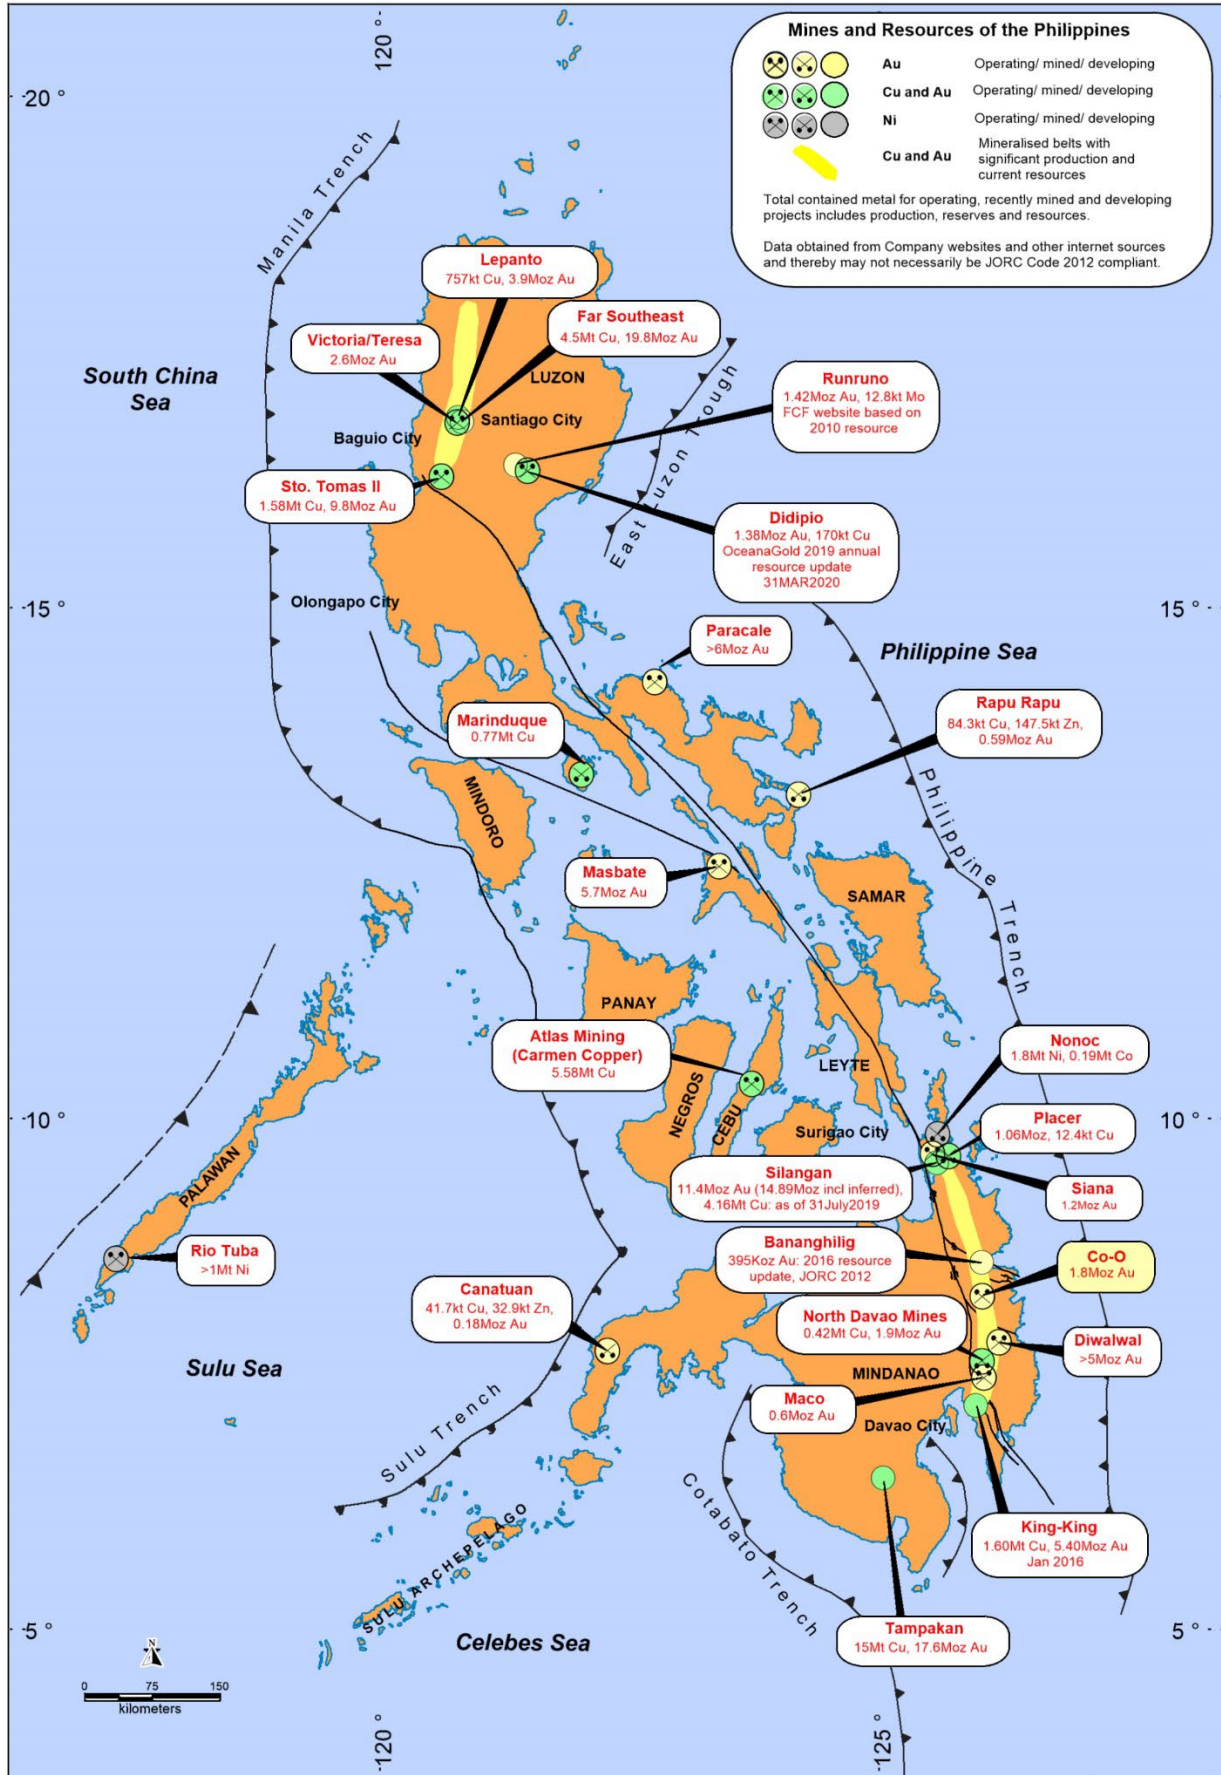 Mines and Resources of the Philippines
Au Operating/ mined/ developing
Cu and Au Operating/ mined/ developing
Ni Operating/ mined/ developing
Cu and Au Mineralised belts with
significant production and
current resources
Total contained metal for operating, recently mined and developing
projects includes production, reserves and resources.
Data obtained from Company websites and other internet sources
and thereby may not necessarily be JORC Code 2012 compliant.
120 °
20 °
Manila Trench
Lepanto
757kt Cu, 3.9Moz Au
Far Southeast
4.5Mt Cu, 19.8Moz Au
Victoria/Teresa
2.6Moz Au
South China
Sea
LUZON
Runruno
1.42Moz Au, 12.8kt Mo
FCF website based on
2010 resource
Santiago City
Baguio City
East Luzon Trough
Sto. Tomas II
1.58Mt Cu, 9.8Moz Au
Didipio
1.38Moz Au, 170kt Cu
OceanaGold 2019 annual
resource update
31MAR2020
Olongapo City
15 °
15 °
Paracale
>6Moz Au
Philippine Sea
Marinduque
0.77Mt Cu
Rapu Rapu
84.3kt Cu, 147.5kt Zn,
0.59Moz Au
MINDORO
Philippine Trench
Masbate
5.7Moz Au
SAMAR
PANAY
Atlas Mining
(Carmen Copper)
5.58Mt Cu
NEGROS
CEBU
LEYTE
Nonoc
1.8Mt Ni, 0.19Mt Co
10 °
10 °
Surigao City
Placer
1.06Moz, 12.4kt Cu
PALAWAN
Silangan
11.4Moz Au (14.89Moz incl inferred),
4.16Mt Cu: as of 31July2019
Siana
1.2Moz Au
Rio Tuba
>1Mt Ni
Bananghilig
395Koz Au: 2016 resource
update, JORC 2012
Co-O
1.8Moz Au
Canatuan
41.7kt Cu, 32.9kt Zn,
0.18Moz Au
North Davao Mines
0.42Mt Cu, 1.9Moz Au
Diwalwal
>5Moz Au
Sulu Sea
MINDANAO
Maco
0.6Moz Au
Davao City
Sulu Trench
Cotabato Trench
King-King
1.60Mt Cu, 5.40Moz Au
Jan 2016
SULU ARCHEPELAGO
Tampakan
15Mt Cu, 17.6Moz Au
Celebes Sea
5 °
5 °
N
0 75 150
kilometers
120 °
125 °